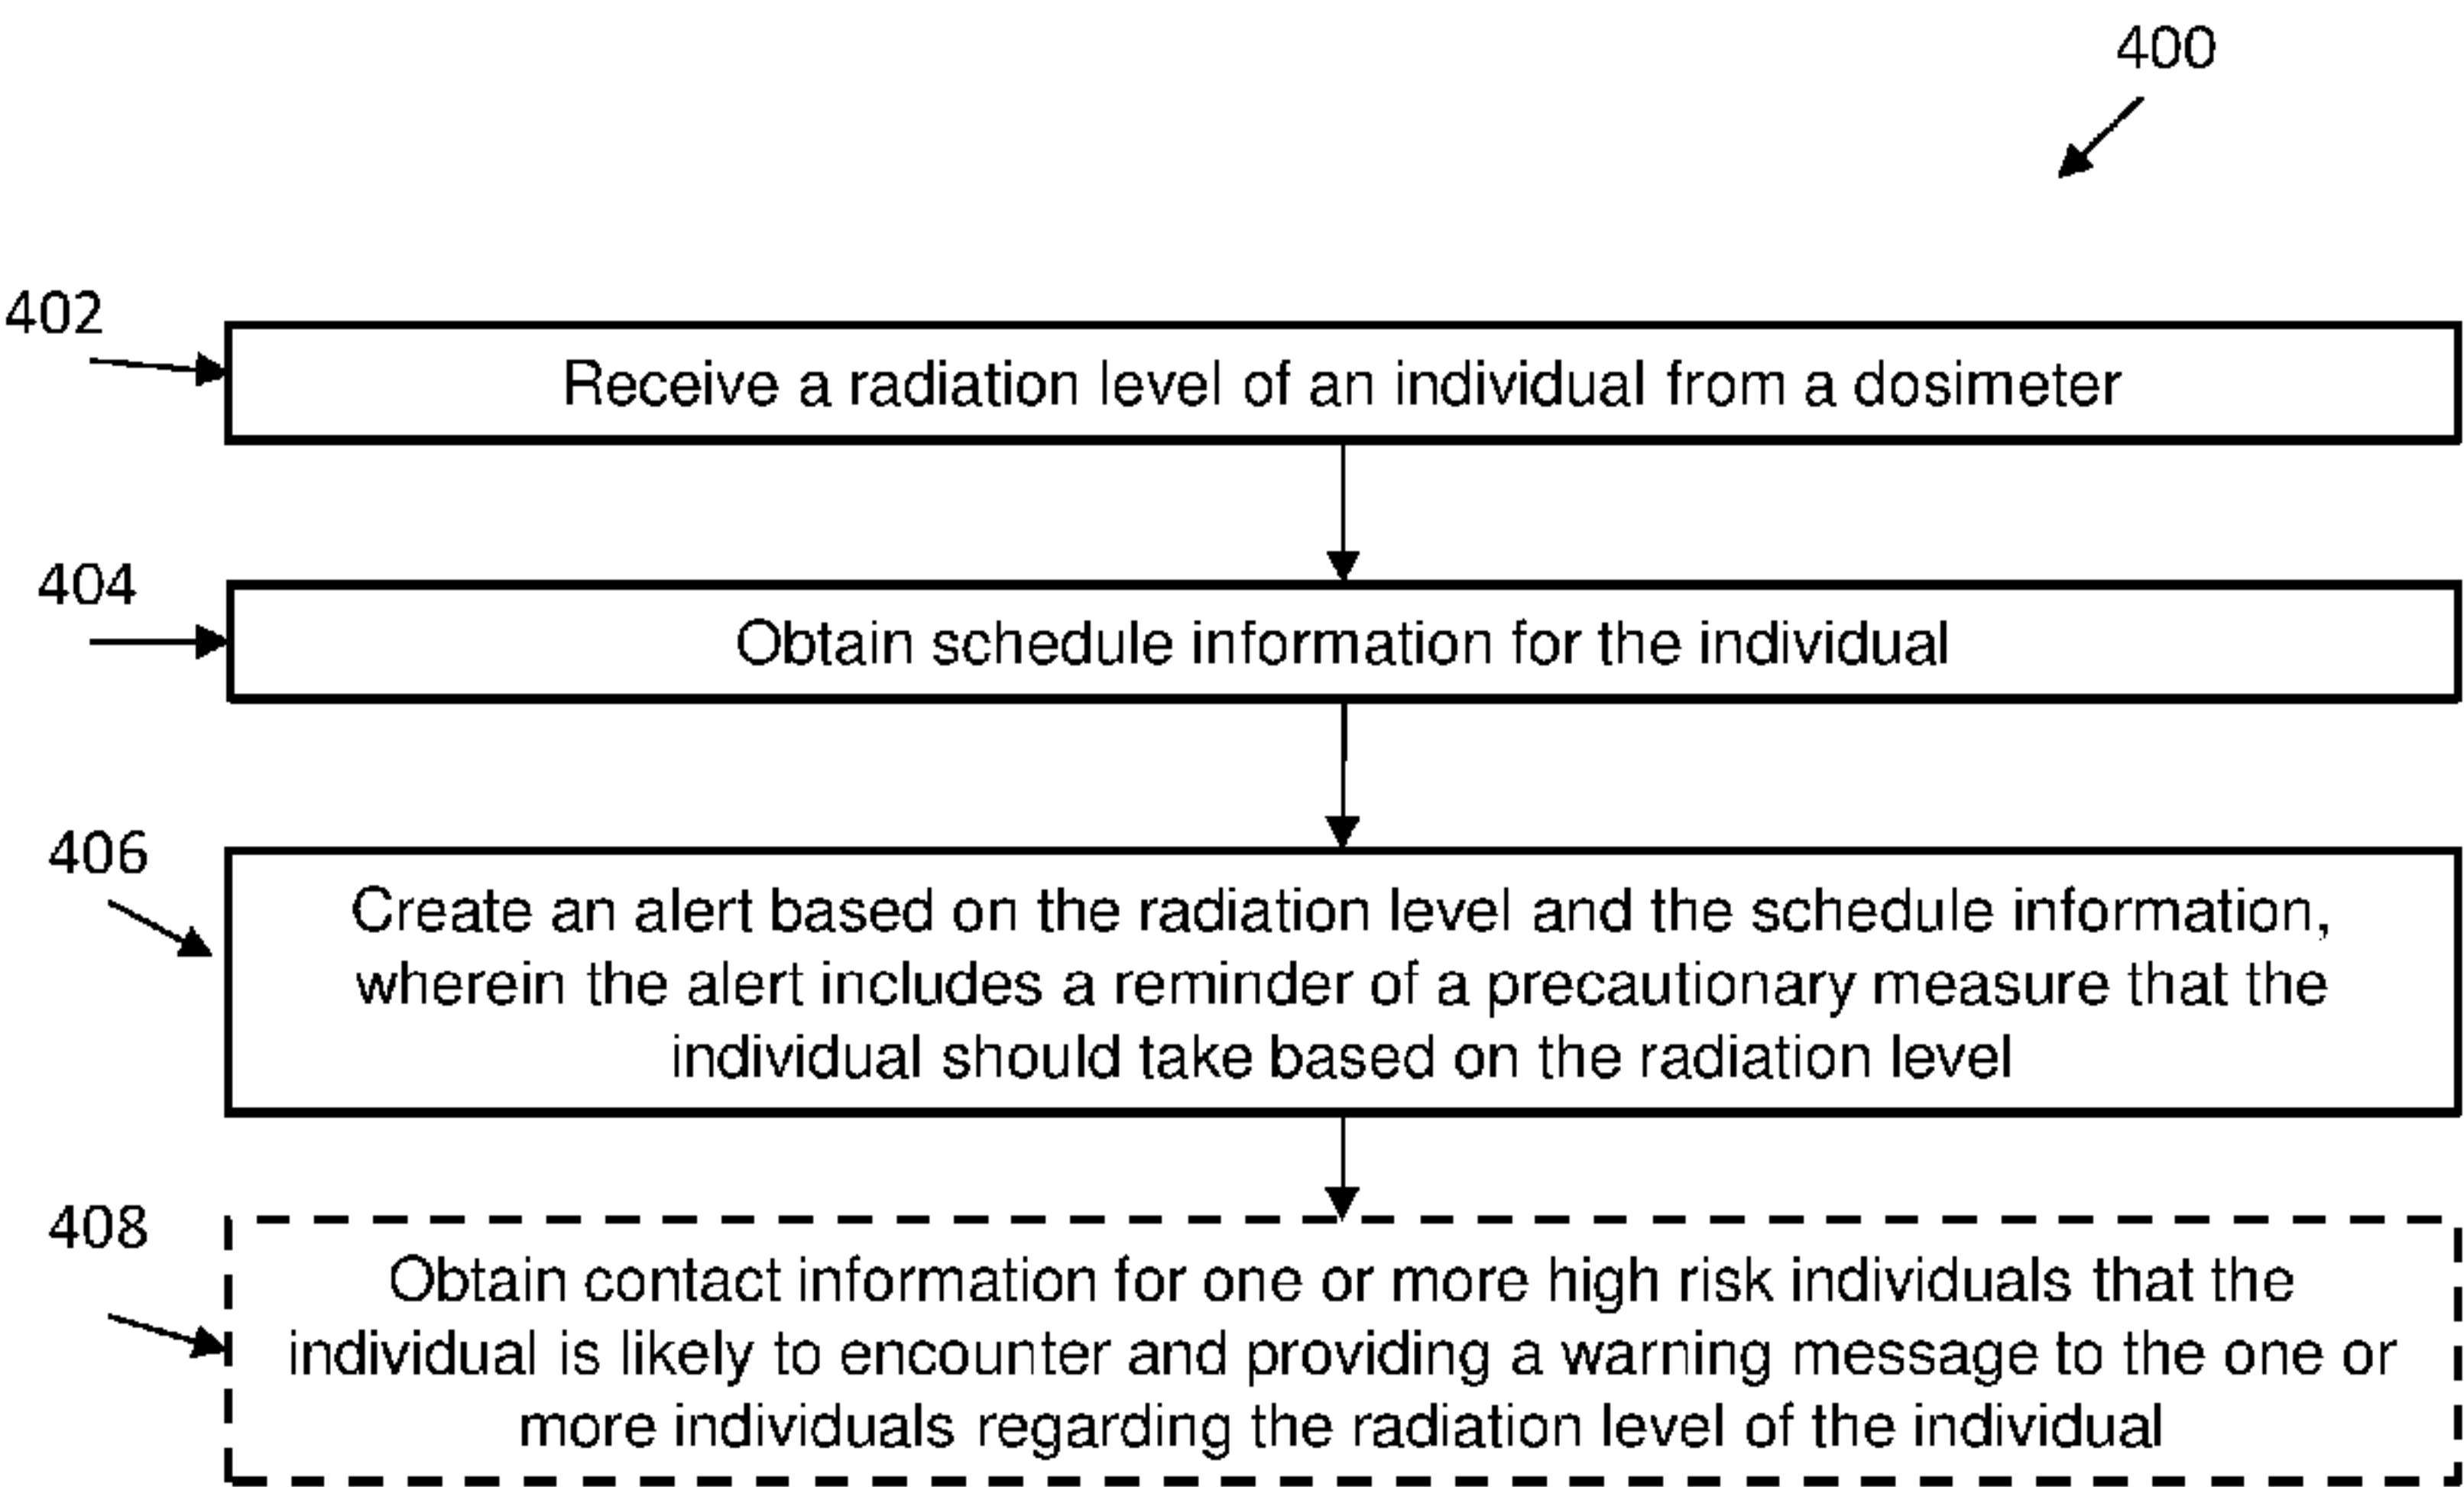 400
402
Receive a radiation level of an individual from a dosimeter
404
Obtain schedule information for the individual
406
Create an alert based on the radiation level and the schedule information,
wherein the alert includes a reminder of a precautionary measure that the
individual should take based on the radiation level
408
Obtain contact information for one or more high risk individuals that the
individual is likely to encounter and providing a warning message to the one or
more individuals regarding the radiation level of the individual